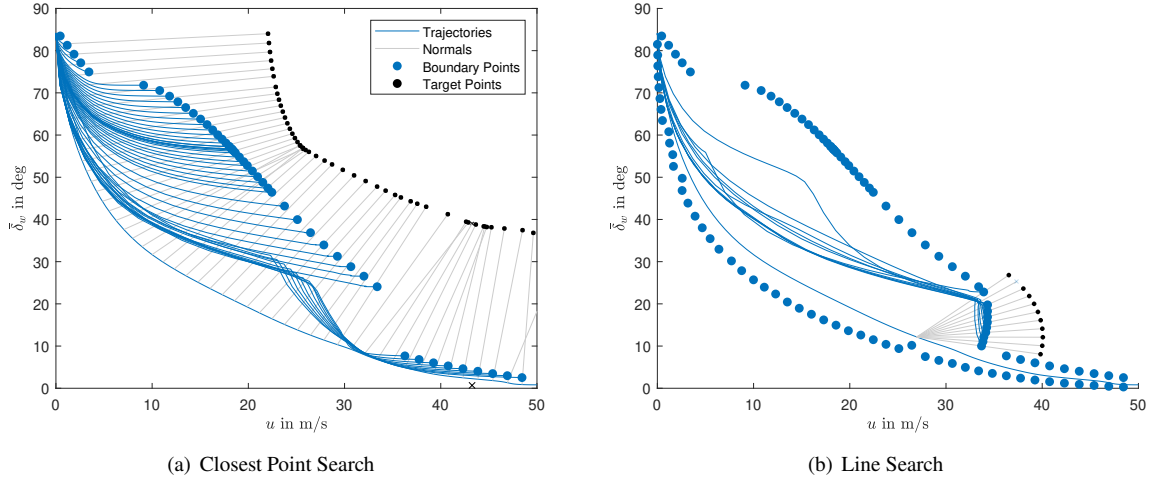 90
80
70
60
50
40
30
20
10
0
δ̄_w in deg
0 10 20 30 40 50
u in m/s
Trajectories
Normals
Boundary Points
Target Points
(a) Closest Point Search
90
80
70
60
50
40
30
20
10
0
δ̄_w in deg
0 10 20 30 40 50
u in m/s
(b) Line Search